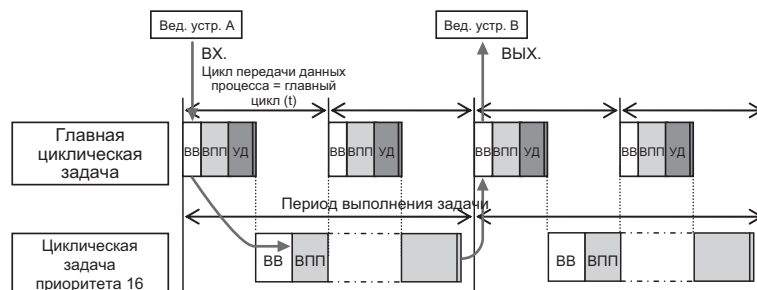 Вед. устр. A
Вед. устр. B
ВХ.
ВЫХ.
Цикл передачи данных
процесса = главный
цикл (t)
Главная
циклическая
задача
ВВ ВПП УД
ВВ ВПП УД
ВВ ВПП УД
ВВ ВПП УД
Период выполнения задачи
Циклическая
задача
приоритета 16
ВВ ВПП
ВВ ВПП